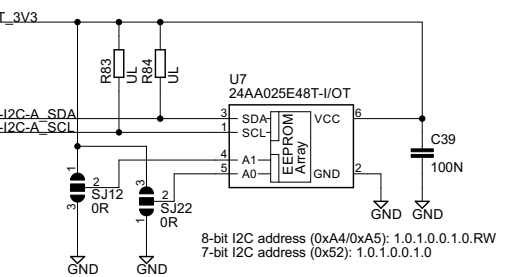 T_3V3
R83
UL
R84
UL
U7
24AA025E48T-I/OT
-I2C-A_SDA
-I2C-A_SCL
3
1
SDA
SCL
4
5
A1
A0
EEPROM
Array
VCC
6
GND
2
C39
100N
GND
GND
1
2
3
SJ12
0R
3
2
1
SJ22
0R
GND
GND
8-bit I2C address (0xA4/0xA5): 1.0.1.0.0.1.0.RW
7-bit I2C address (0x52): 1.0.1.0.0.1.0